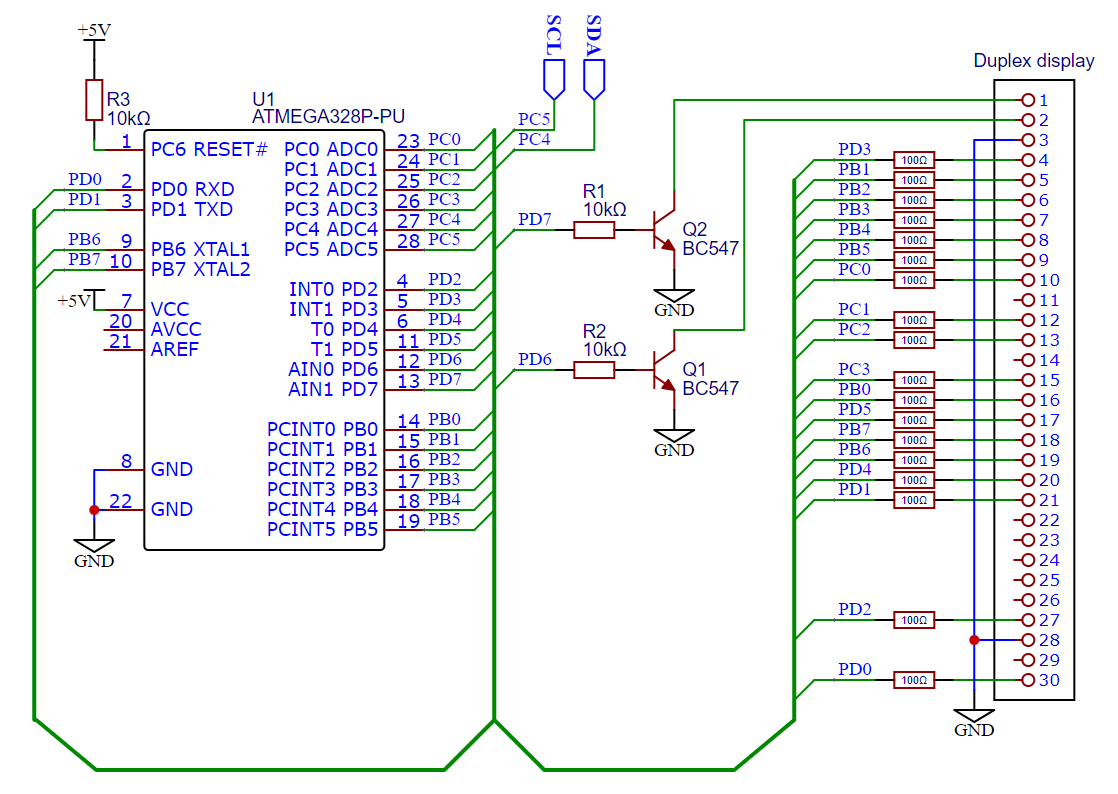 +5V
R3
10kΩ
U1
ATMEGA328P-PU
1 PC6 RESET#
PD0 2 PD0 RXD
PD1 3 PD1 TXD
PB6 9 PB6 XTAL1
PB7 10 PB7 XTAL2
+5V 7 VCC
20 AVCC
21 AREF
8 GND
22 GND
GND
PC0 ADC0 23 PC0
PC1 ADC1 24 PC1
PC2 ADC2 25 PC2
PC3 ADC3 26 PC3
PC4 ADC4 27 PC4
PC5 ADC5 28 PC5
INT0 PD2 4 PD2
INT1 PD3 5 PD3
T0 PD4 6 PD4
T1 PD5 11 PD5
AIN0 PD6 12 PD6
AIN1 PD7 13 PD7
PCINT0 PB0 14 PB0
PCINT1 PB1 15 PB1
PCINT2 PB2 16 PB2
PCINT3 PB3 17 PB3
PCINT4 PB4 18 PB4
PCINT5 PB5 19 PB5
SCL
SDA
PC5
PC4
R1
10kΩ
PD7
Q2
BC547
GND
R2
10kΩ
PD6
Q1
BC547
GND
Duplex display
1
2
3
PD3 100Ω 4
PB1 100Ω 5
PB2 100Ω 6
PB3 100Ω 7
PB4 100Ω 8
PB5 100Ω 9
PC0 100Ω 10
11
PC1 100Ω 12
PC2 100Ω 13
14
PC3 100Ω 15
PB0 100Ω 16
PD5 100Ω 17
PB7 100Ω 18
PB6 100Ω 19
PD4 100Ω 20
PD1 100Ω 21
22
23
24
25
26
PD2 100Ω 27
28
29
PD0 100Ω 30
GND